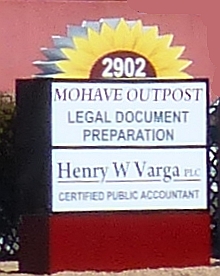 2902
MOHAVE OUTPOST
LEGAL DOCUMENT
PREPARATION
Henry W Varga PLC
CERTIFIED PUBLIC ACCOUNTANT